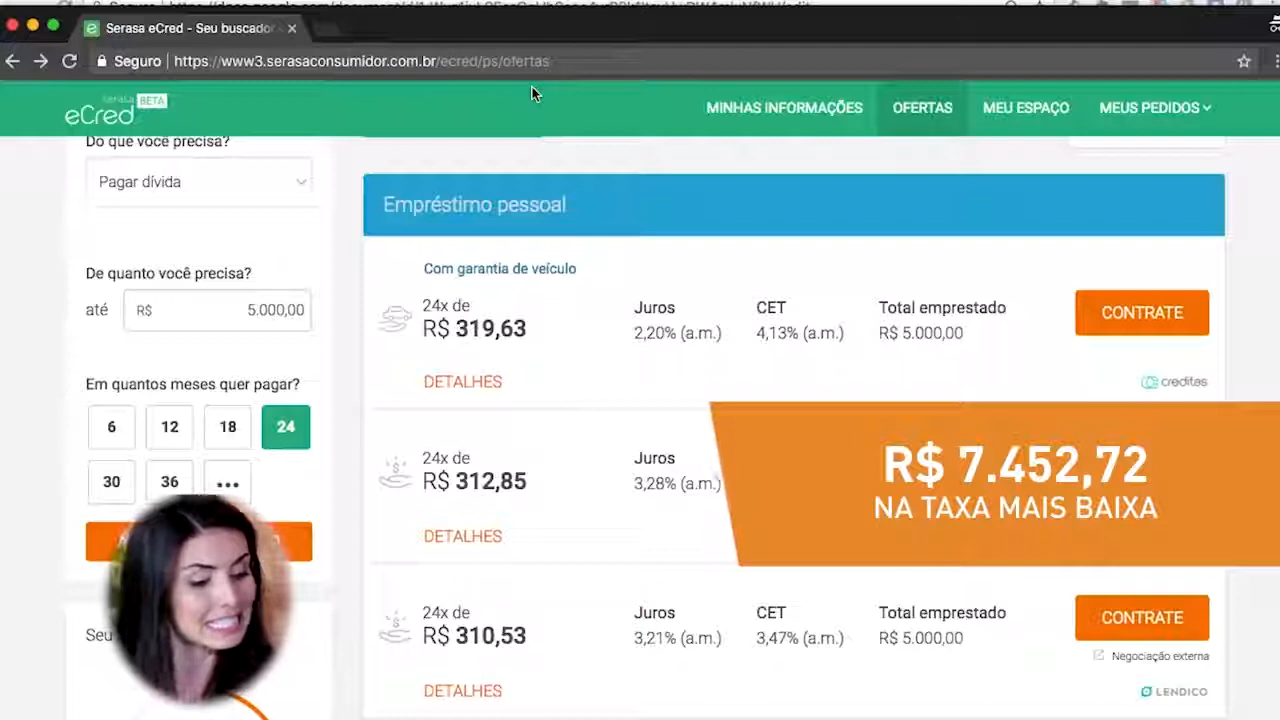 Serasa eCred - Seu buscador
Seguro
https://www3.serasaconsumidor.com.br/ecred/ps/ofertas
serasa
eCred
BETA
MINHAS INFORMAÇÕES
OFERTAS
MEU ESPAÇO
MEUS PEDIDOS
Do que você precisa?
Pagar dívida
De quanto você precisa?
até
R$
5.000,00
Em quantos meses quer pagar?
6
12
18
24
30
36
•••
Seu
Empréstimo pessoal
Com garantia de veículo
24x de
R$ 319,63
Juros
2,20% (a.m.)
CET
4,13% (a.m.)
Total emprestado
R$ 5.000,00
CONTRATE
DETALHES
creditas
24x de
R$ 312,85
Juros
3,28% (a.m.)
DETALHES
R$ 7.452,72
NA TAXA MAIS BAIXA
24x de
R$ 310,53
Juros
3,21% (a.m.)
CET
3,47% (a.m.)
Total emprestado
R$ 5.000,00
CONTRATE
Negociação externa
DETALHES
LENDICO